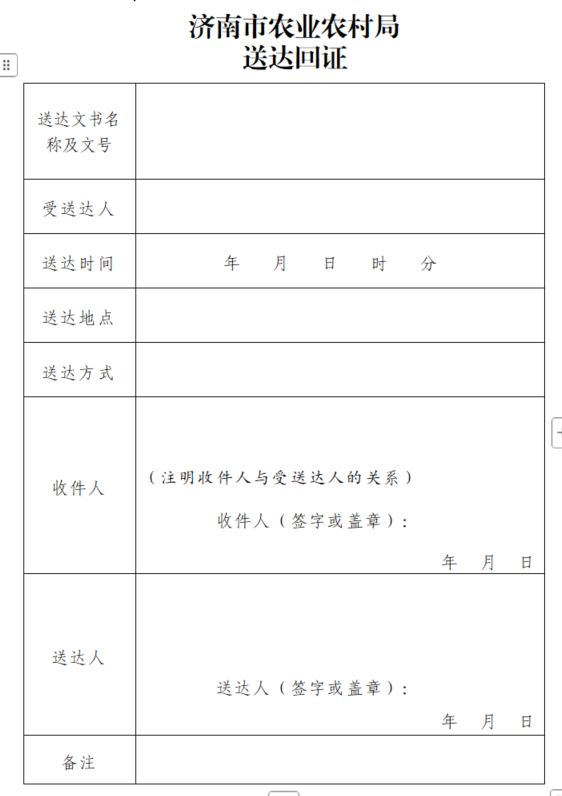 济南市农业农村局
送达回证
送达文书名
称及文号
受送达人
送达时间
年 月 日 时 分
送达地点
送达方式
收件人
（注明收件人与受送达人的关系）
收件人（签字或盖章）：
年 月 日
送达人
送达人（签字或盖章）：
年 月 日
备注